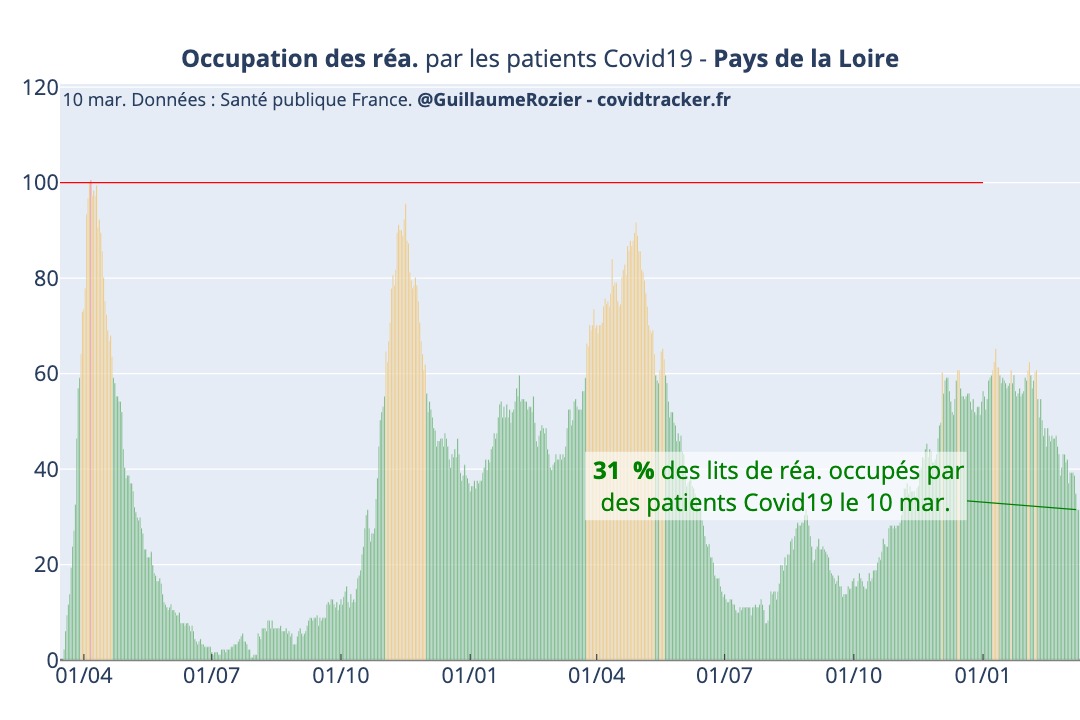 Occupation des réa. par les patients Covid19 - Pays de la Loire
120
10 mar. Données : Santé publique France. @GuillaumeRozier - covidtracker.fr
100
80
60
40
31 % des lits de réa. occupés par
des patients Covid19 le 10 mar.
20
0
01/04 01/07 01/10 01/01 01/04 01/07 01/10 01/01